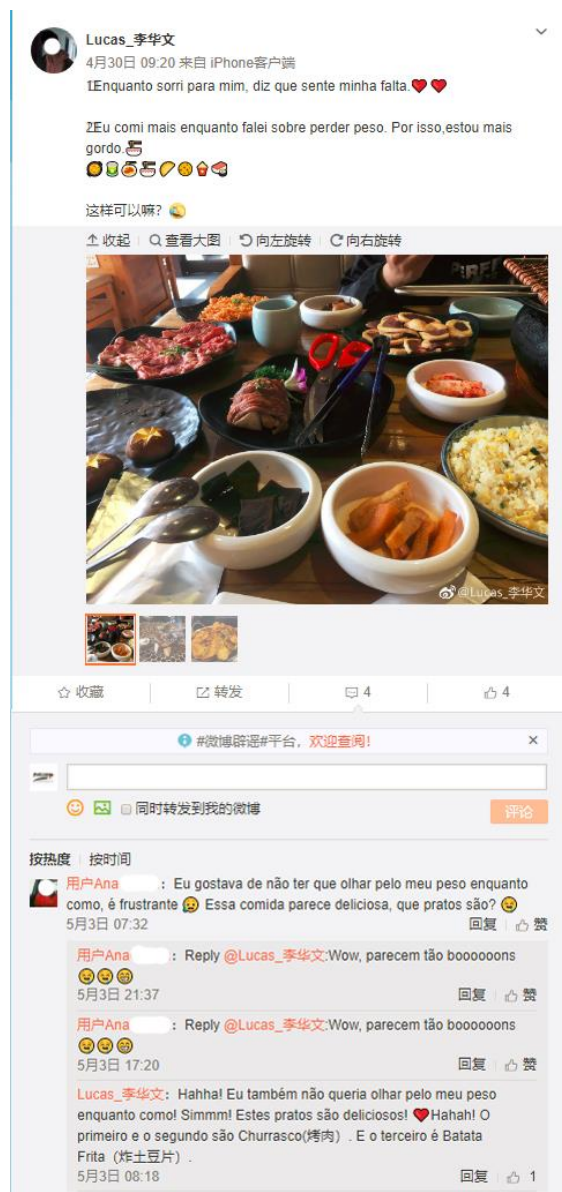 Lucas_李华文
4月30日 09:20 来自 iPhone客户端
1Enquanto sorri para mim, diz que sente minha falta.
2Eu comi mais enquanto falei sobre perder peso. Por isso,estou mais
gordo.
这样可以嘛？
收起 查看大图 向左旋转 向右旋转
@Lucas_李华文
收藏 转发 4 4
#微博辟谣#平台，欢迎查阅! ×
同时转发到我的微博 评论
按热度 按时间
用户Ana ：Eu gostava de não ter que olhar pelo meu peso enquanto
como, é frustrante Essa comida parece deliciosa, que pratos são?
5月3日 07:32 回复 赞
用户Ana ：Reply @Lucas_李华文:Wow, parecem tão boooooons
5月3日 21:37 回复 赞
用户Ana ：Reply @Lucas_李华文:Wow, parecem tão boooooons
5月3日 17:20 回复 赞
Lucas_李华文：Hahha! Eu também não queria olhar pelo meu peso
enquanto como! Simmm! Estes pratos são deliciosos! Hahah! O
primeiro e o segundo são Churrasco(烤肉）. E o terceiro é Batata
Frita（炸土豆片）.
5月3日 08:18 回复 1